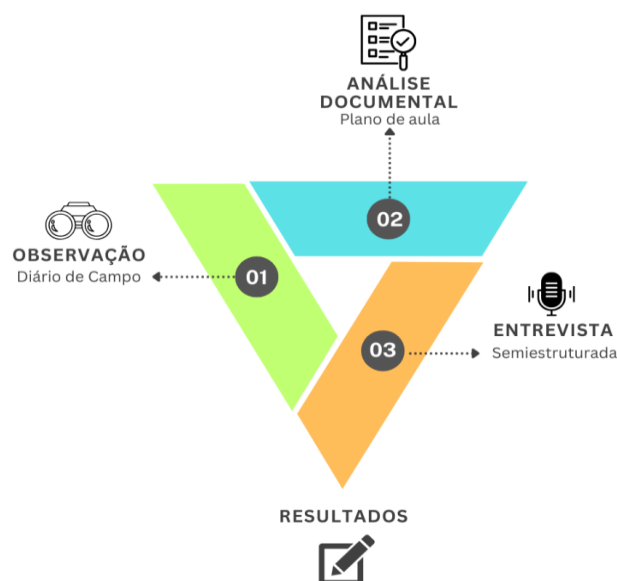 ANÁLISE
DOCUMENTAL
Plano de aula
02
OBSERVAÇÃO
Diário de Campo
01
ENTREVISTA
Semiestruturada
03
RESULTADOS